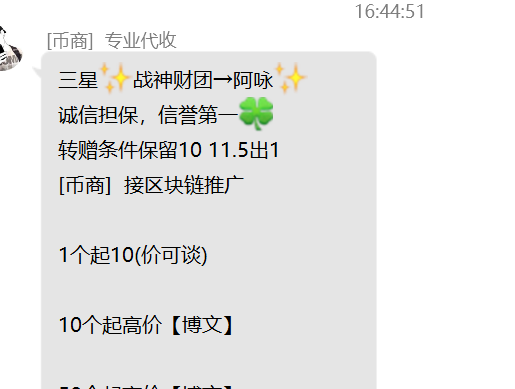 16:44:51
[币商] 专业代收
三星✨战神财团→阿咏✨
诚信担保，信誉第一🍀
转赠条件保留10 11.5出1
[币商] 接区块链推广
1个起10(价可谈)
10个起高价【博文】